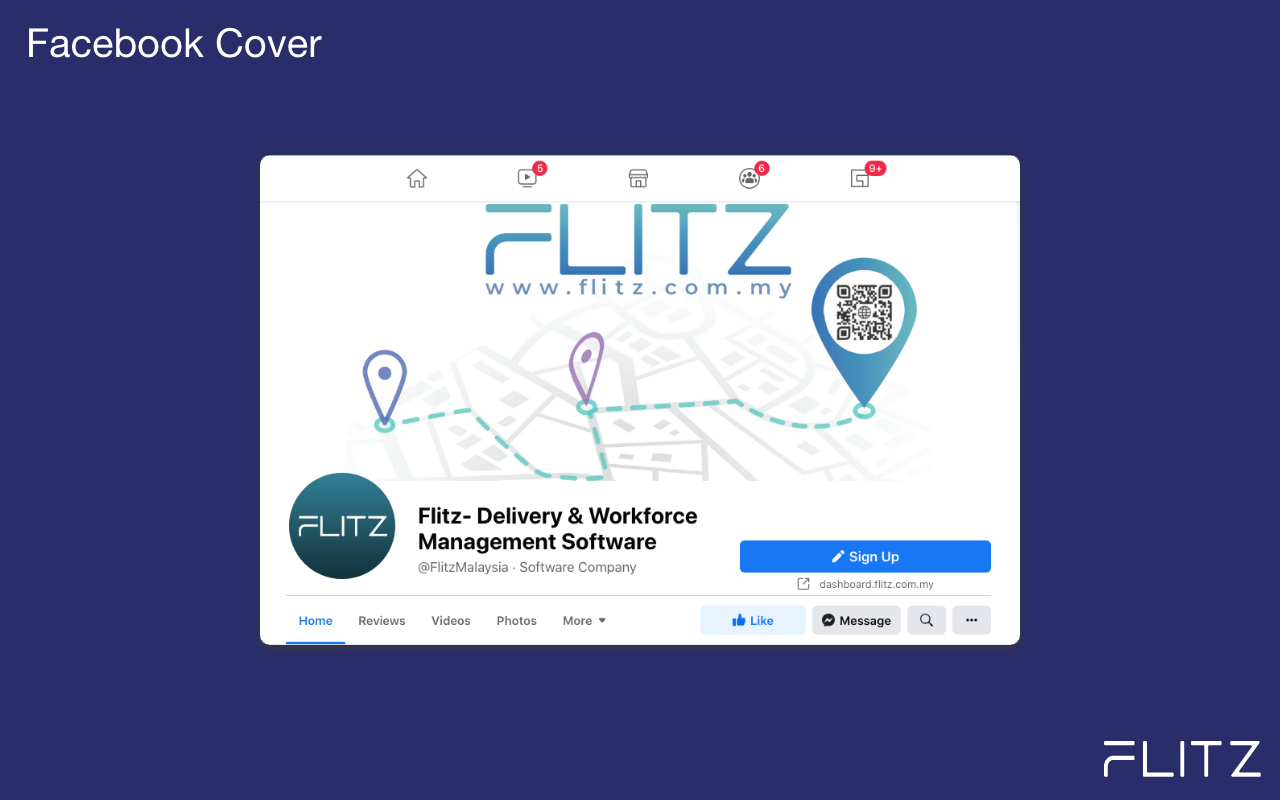 Facebook Cover
5
6
9+
FLITZ
www.flitz.com.my
FLITZ
Flitz- Delivery & Workforce
Management Software
@FlitzMalaysia · Software Company
Sign Up
dashboard.flitz.com.my
Home Reviews Videos Photos More Like Message
FLITZ